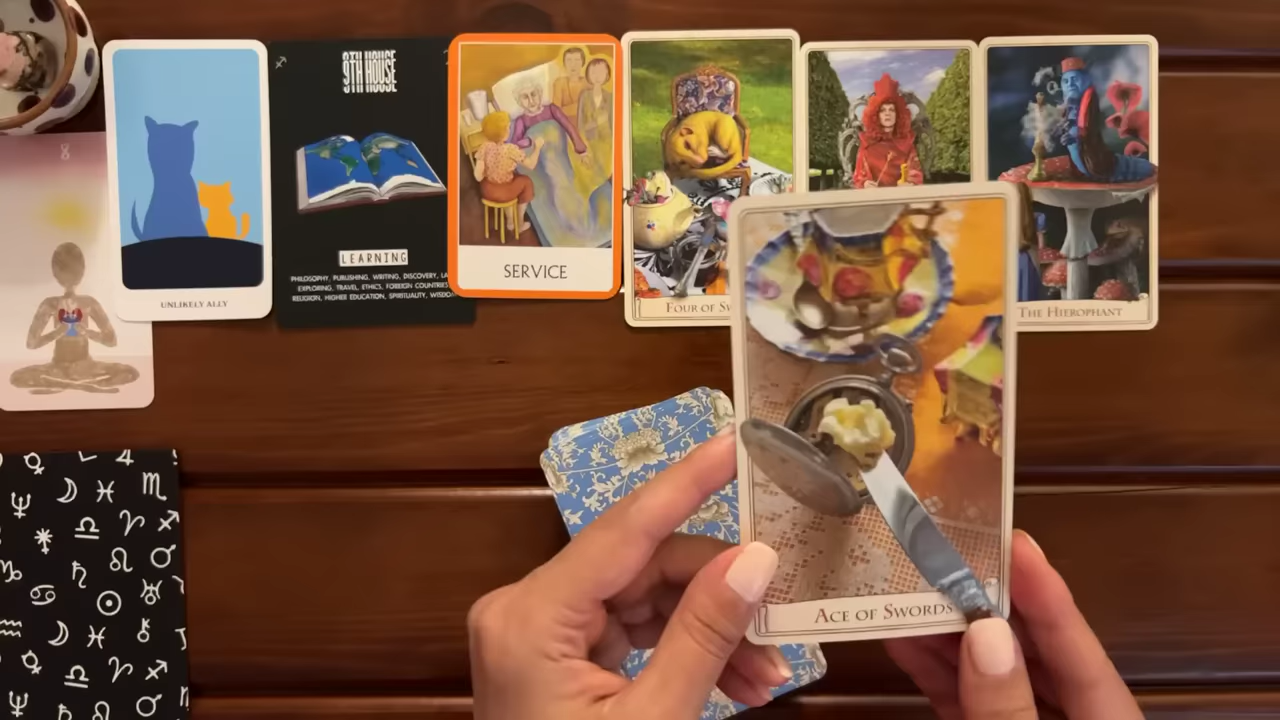 UNLIKELY ALLY
9TH HOUSE
LEARNING
PHILOSOPHY, PUBLISHING, WRITING, DISCOVERY,
EXPLORING, TRAVEL, ETHICS, FOREIGN COUNTRIES
RELIGION, HIGHER EDUCATION, SPIRITUALITY,
SERVICE
FOUR OF
THE HIEROPHANT
ACE OF SWORDS